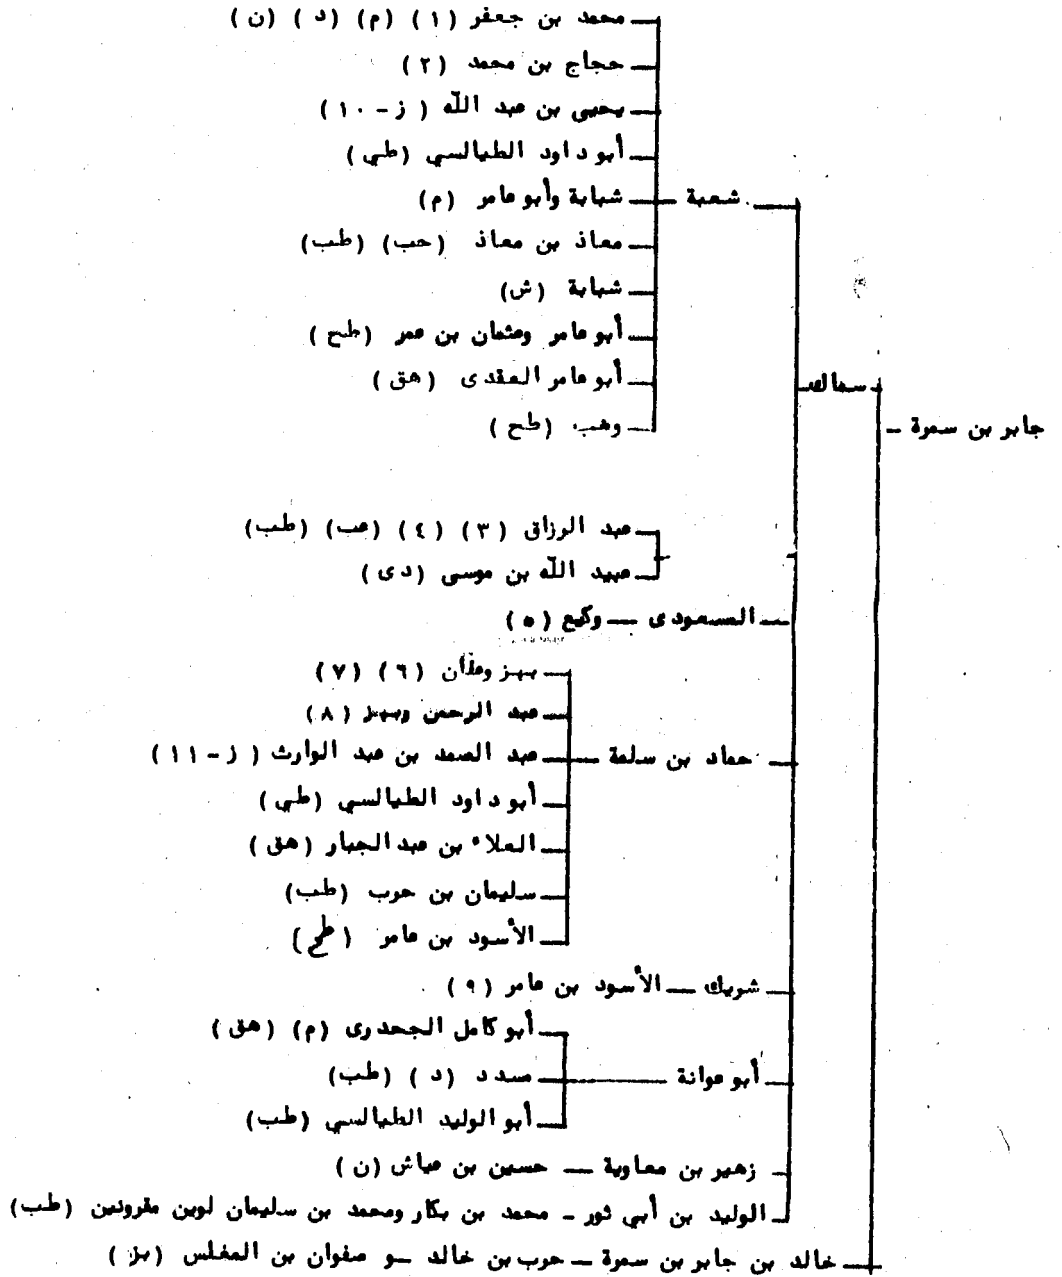 محمد بن جعفر (١) (م) (د) (ن)
حجاج بن محمد (٢)
يحيى بن عبد الله (ز - ١٠)
أبو داود الطيالسي (طي)
شعبة — شبابة وأبو عامر (م)
معاذ بن معاذ (حب) (طب)
شبابة (ش)
أبو عامر وعثمان بن عمر (طح)
أبو عامر العقدى (هق)
سماك
جابر بن سمرة
وهب (طح)
عبد الرزاق (٣) (٤) (عب) (طب)
عبيد الله بن موسى (دى)
المسعودى — وكيع (٥)
بهز وعفان (٦) (٧)
عبد الرحمن وبهز (٨)
حماد بن سلمة — عبد الصمد بن عبد الوارث (ز - ١١)
أبو داود الطيالسي (طي)
العلاء بن عبد الجبار (هق)
سليمان بن حرب (طب)
الأسود بن عامر (طح)
شريك — الأسود بن عامر (٩)
أبو كامل الجحدرى (م) (هق)
أبو عوانة — مسدد (د) (طب)
أبو الوليد الطيالسي (طب)
زهير بن معاوية — حسين بن عياش (ن)
الوليد بن أبي ثور - محمد بن بكار ومحمد بن سليمان لوين مقرونين (طب)
خالد بن جابر بن سمرة — حرب بن خالد — و صفوان بن المغلس (بز)